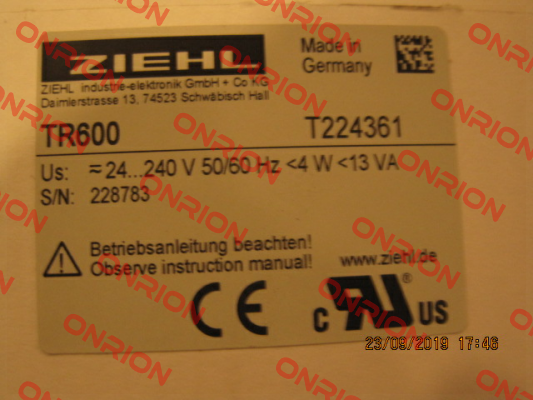 ZIEHL
Made in
Germany
ZIEHL industrie-elektronik GmbH + Co KG
Daimlerstrasse 13, 74523 Schwäbisch Hall
TR600 T224361
Us: ≂ 24...240 V 50/60 Hz <4 W <13 VA
S/N: 228783
Betriebsanleitung beachten!
Observe instruction manual!
www.ziehl.de
CE
c UL ® US
23/09/2019 17:46
ONRION